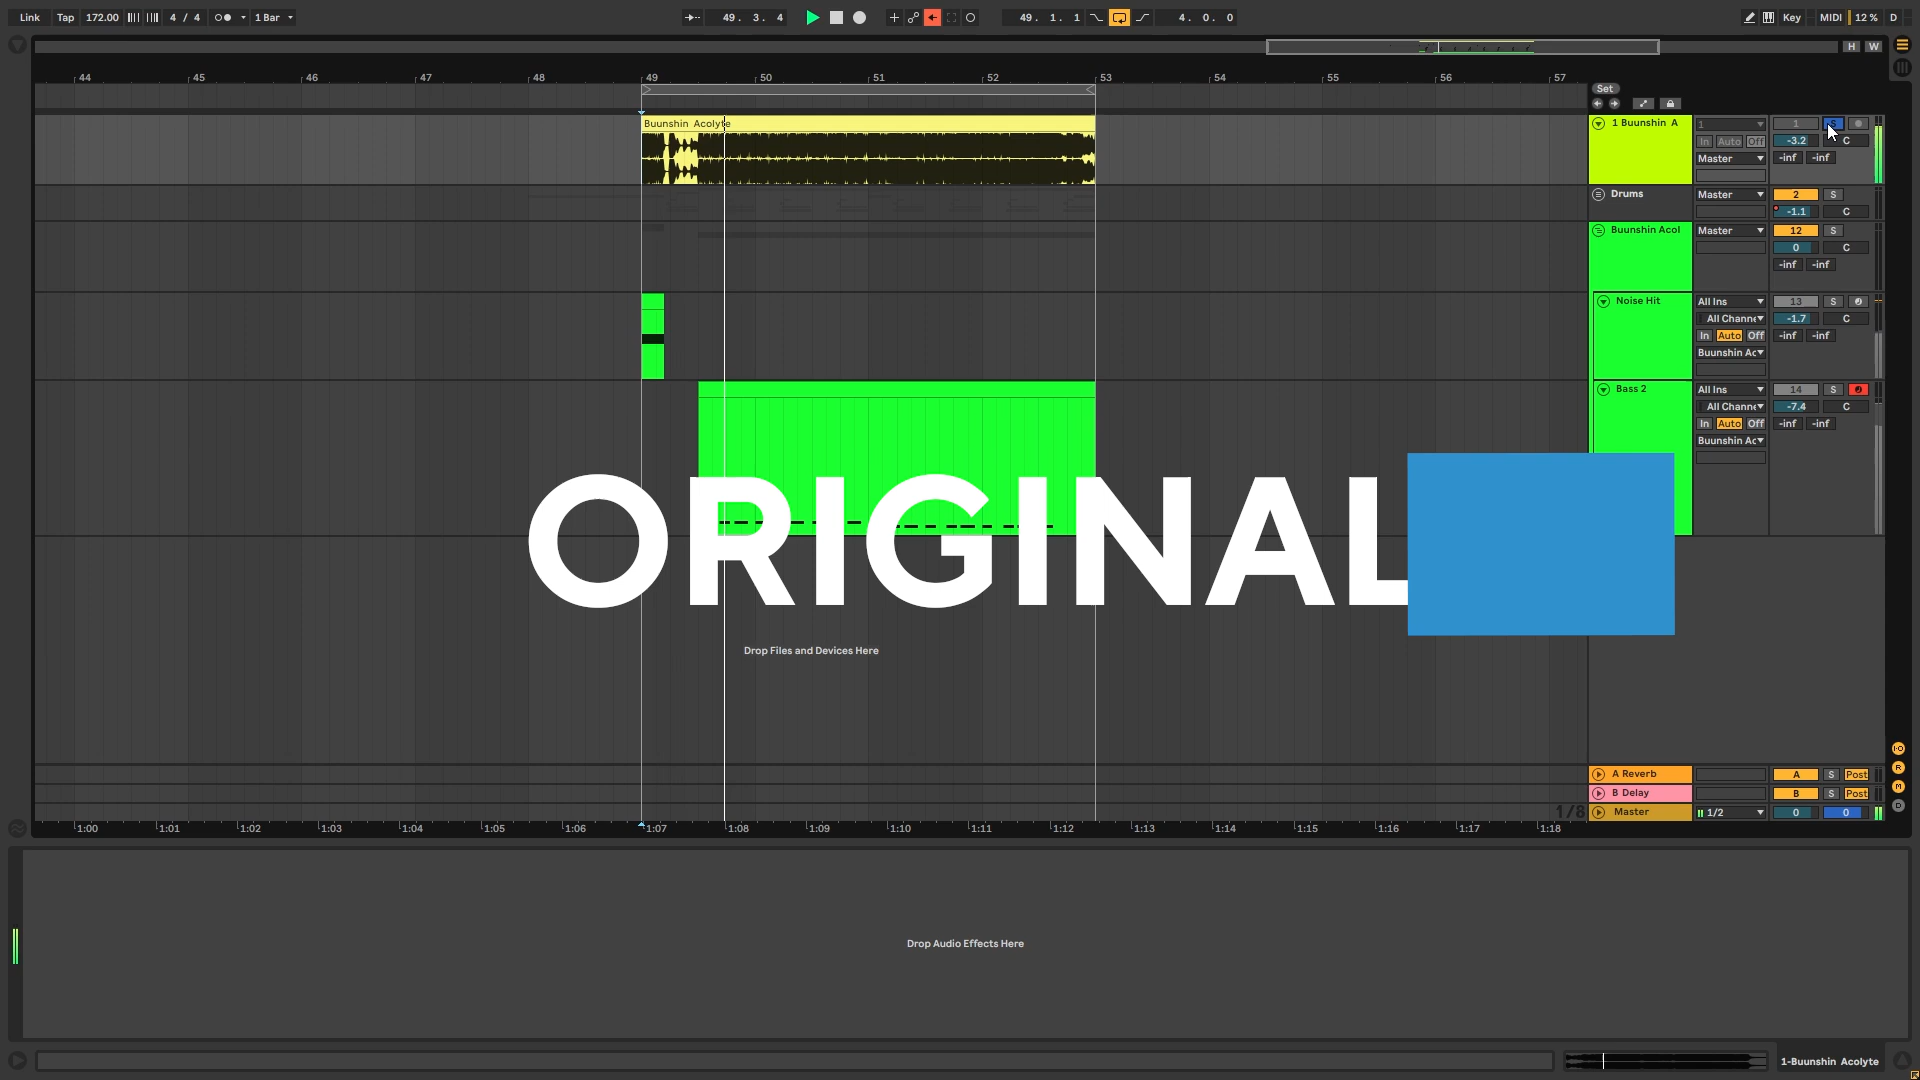 Link Tap 172.00 4 / 4 1 Bar 49. 3. 4 49. 1. 1 4. 0. 0 Key MIDI 12 % D
H W
44 45 46 47 48 49 50 51 52 53 54 55 56 57
Set
Buunshin Acolyte
1 Buunshin A 1 1 S
-3.2 C
In Auto Off
Master -inf -inf
Drums Master 2 S
-1.1 C
Buunshin Acol Master 12 S
0 C
-inf -inf
Noise Hit All Ins 13 S
All Channe -1.7 C
In Auto Off -inf -inf
Buunshin Ac
Bass 2 All Ins 14 S
All Channe -7.4 C
In Auto Off -inf -inf
Buunshin Ac
ORIGINAL
Drop Files and Devices Here
A Reverb A S Post
B Delay B S Post
1/8 Master 1/2 0 0
1:00 1:01 1:02 1:03 1:04 1:05 1:06 1:07 1:08 1:09 1:10 1:11 1:12 1:13 1:14 1:15 1:16 1:17 1:18
R
M
D
Drop Audio Effects Here
1-Buunshin Acolyte